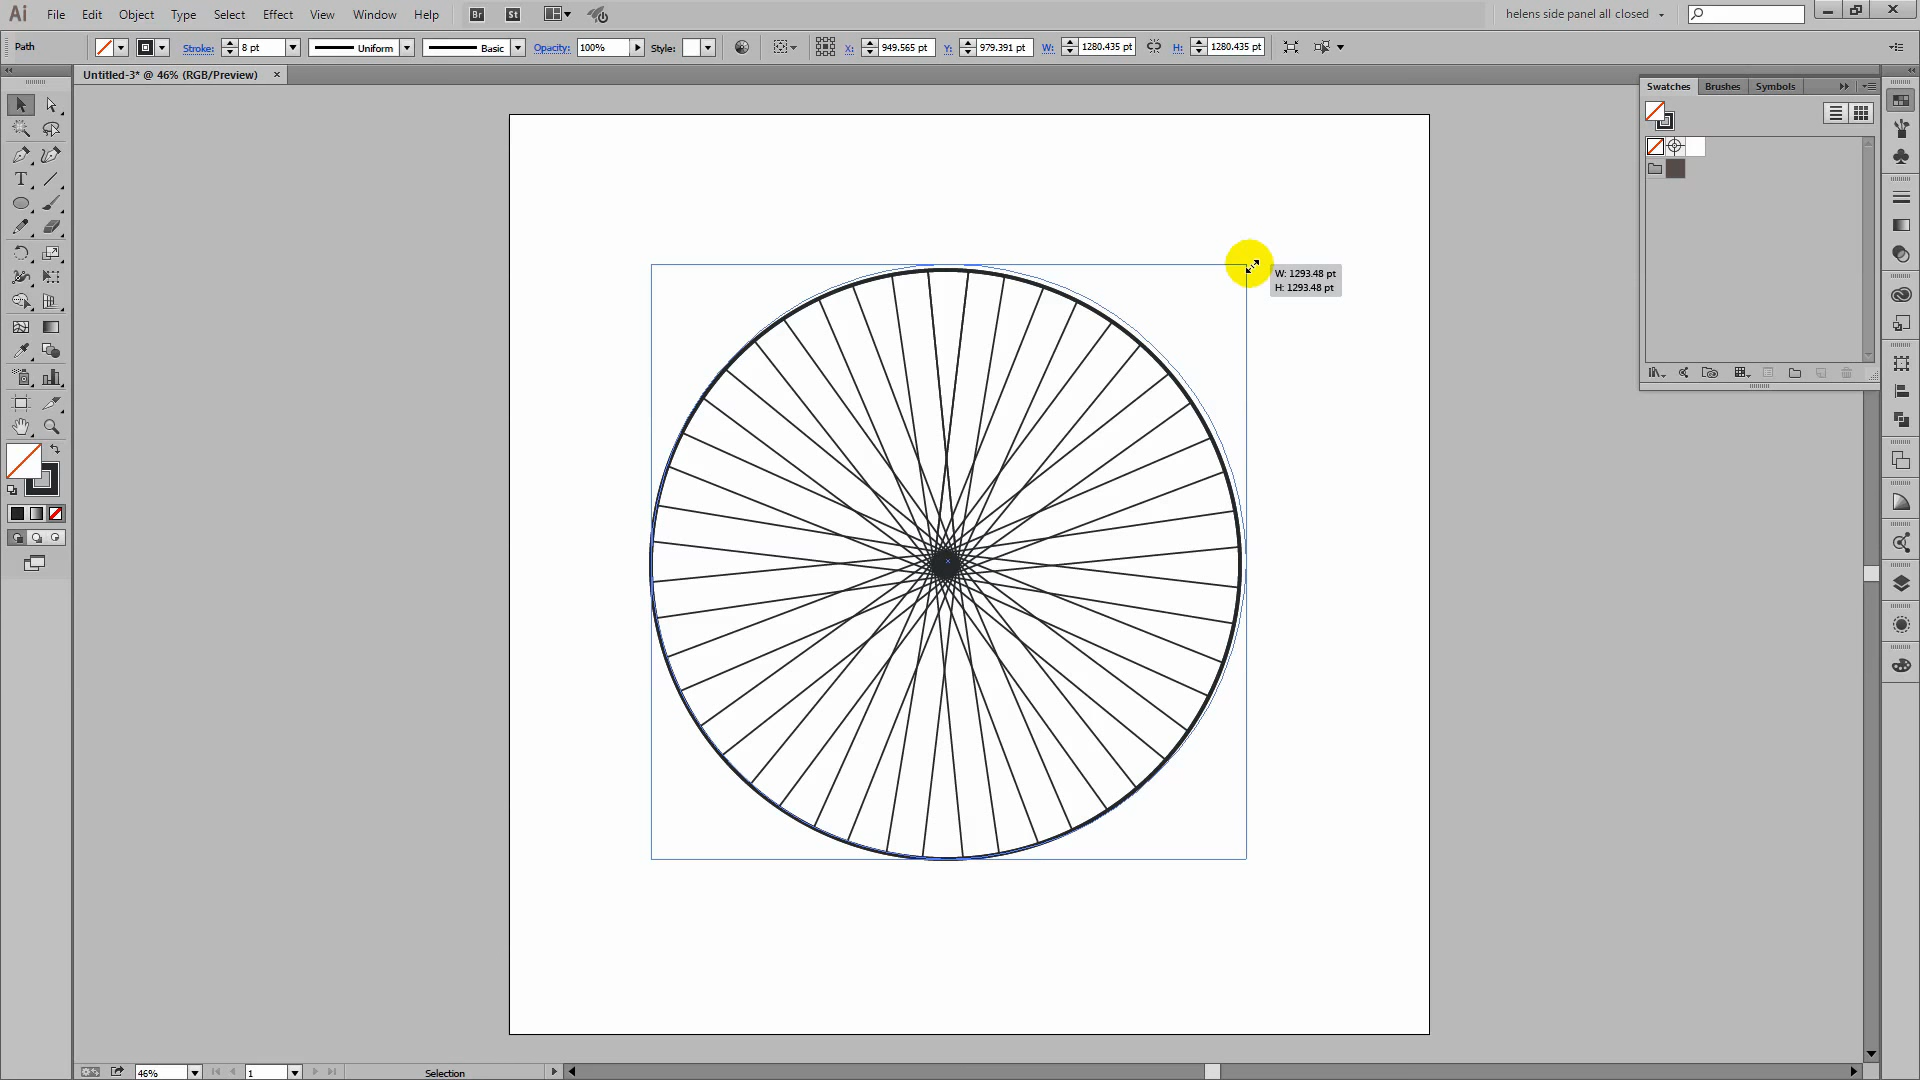 Ai File Edit Object Type Select Effect View Window Help Br St helens side panel all closed
Path Stroke: 8 pt Uniform Basic Opacity: 100% Style: X: 949.565 pt Y: 979.391 pt W: 1280.435 pt H: 1280.435 pt
Untitled-3* @ 46% (RGB/Preview)
Swatches Brushes Symbols
W: 1293.48 pt
H: 1293.48 pt
46% 1 Selection